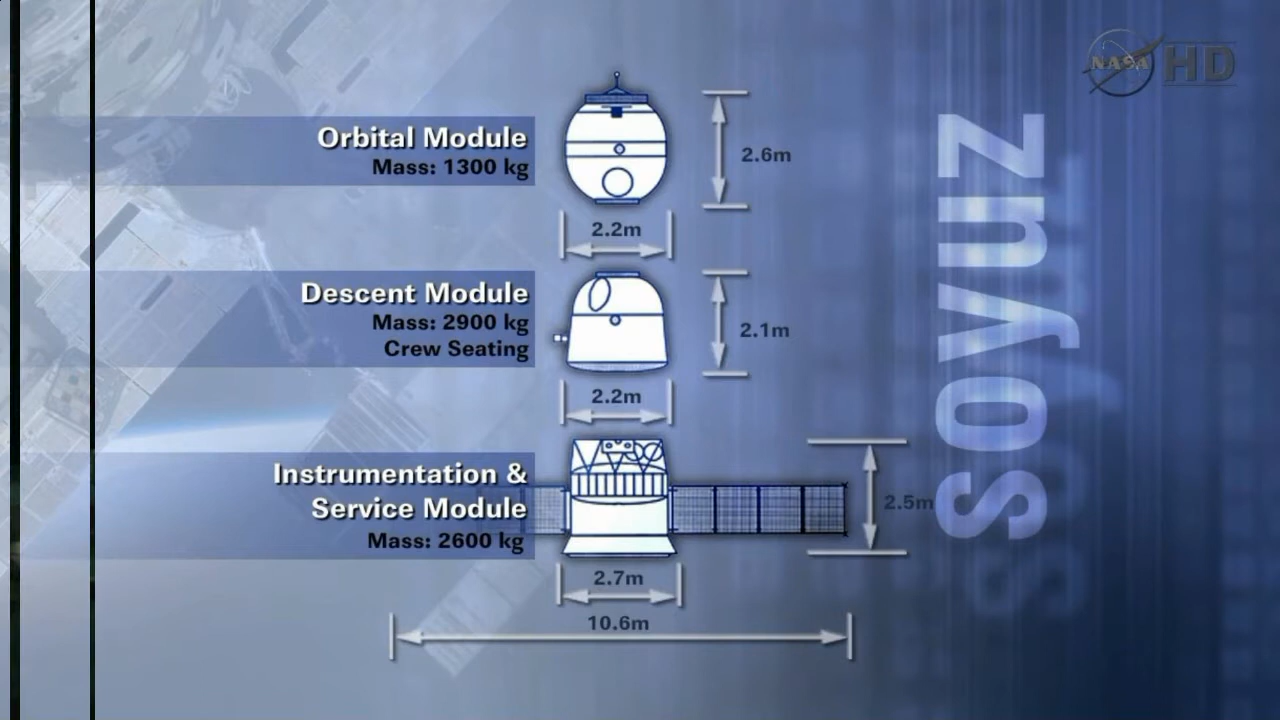 NASA HD
Orbital Module
Mass: 1300 kg
2.6m
2.2m
Descent Module
Mass: 2900 kg
Crew Seating
2.1m
2.2m
Instrumentation &
Service Module
Mass: 2600 kg
2.5m
2.7m
10.6m
soyuz